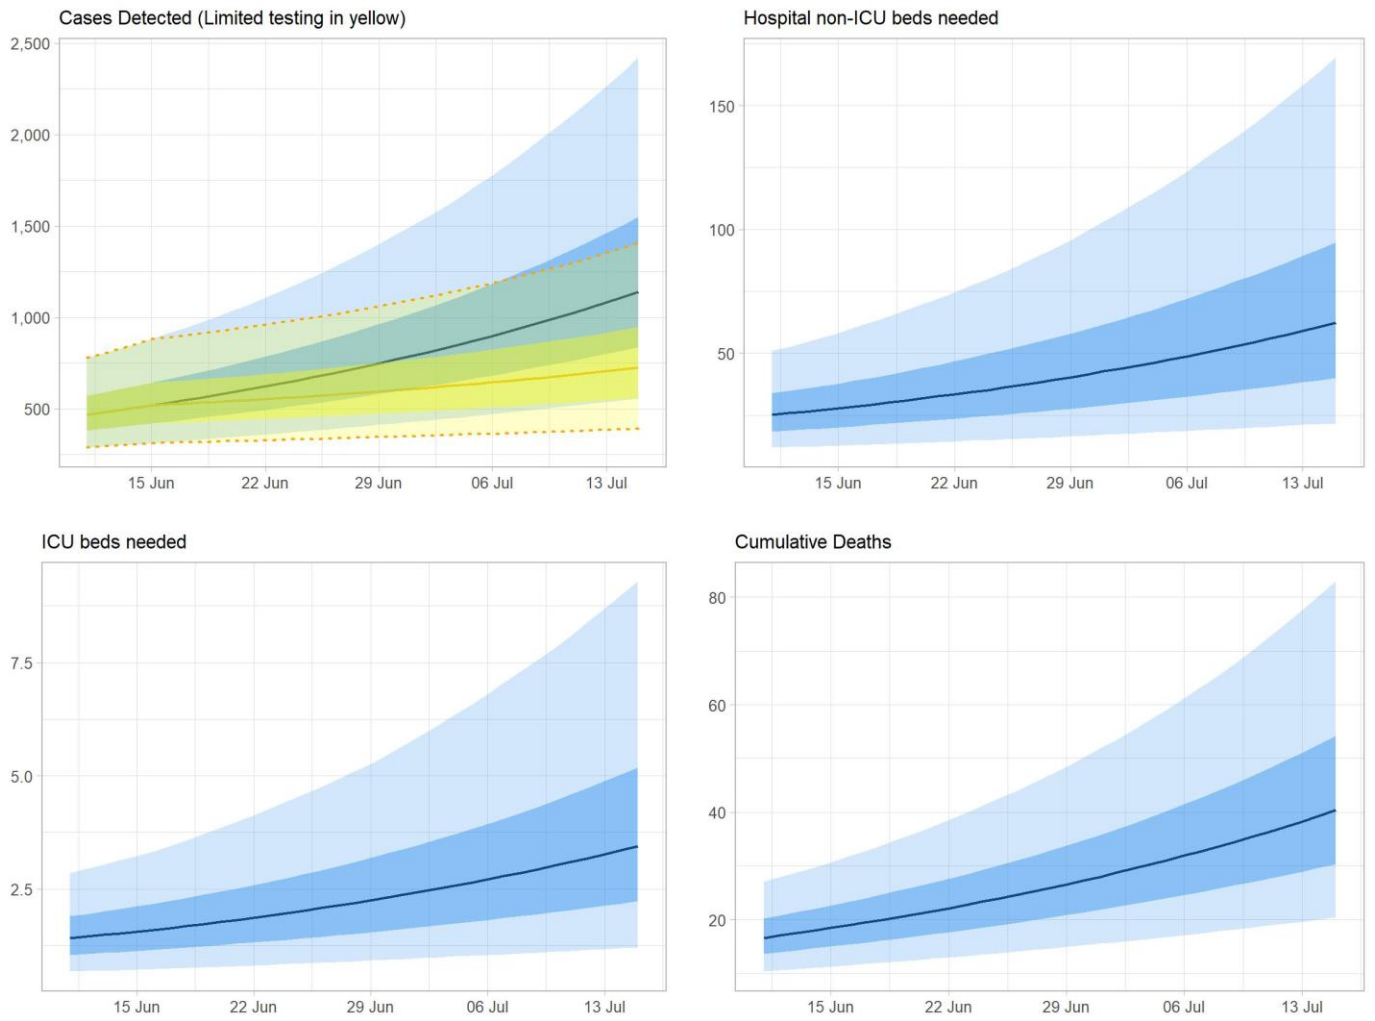 Cases Detected (Limited testing in yellow)
2,500
2,000
1,500
1,000
500
15 Jun 22 Jun 29 Jun 06 Jul 13 Jul
Hospital non-ICU beds needed
150
100
50
15 Jun 22 Jun 29 Jun 06 Jul 13 Jul
ICU beds needed
7.5
5.0
2.5
15 Jun 22 Jun 29 Jun 06 Jul 13 Jul
Cumulative Deaths
80
60
40
20
15 Jun 22 Jun 29 Jun 06 Jul 13 Jul